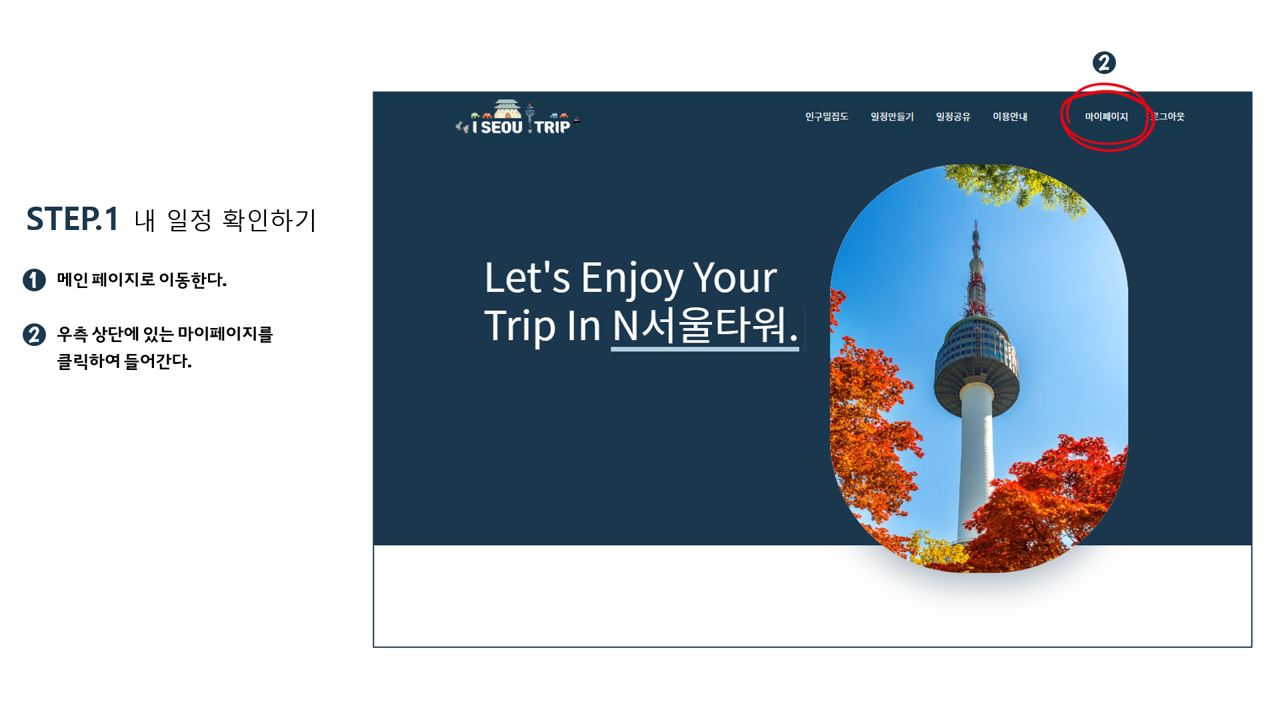 2
I SEOUL TRIP
인구밀집도 일정만들기 일정공유 이용안내 마이페이지 로그아웃
STEP.1 내 일정 확인하기
1 메인 페이지로 이동한다.
2 우측 상단에 있는 마이페이지를
클릭하여 들어간다.
Let's Enjoy Your
Trip In N서울타워.